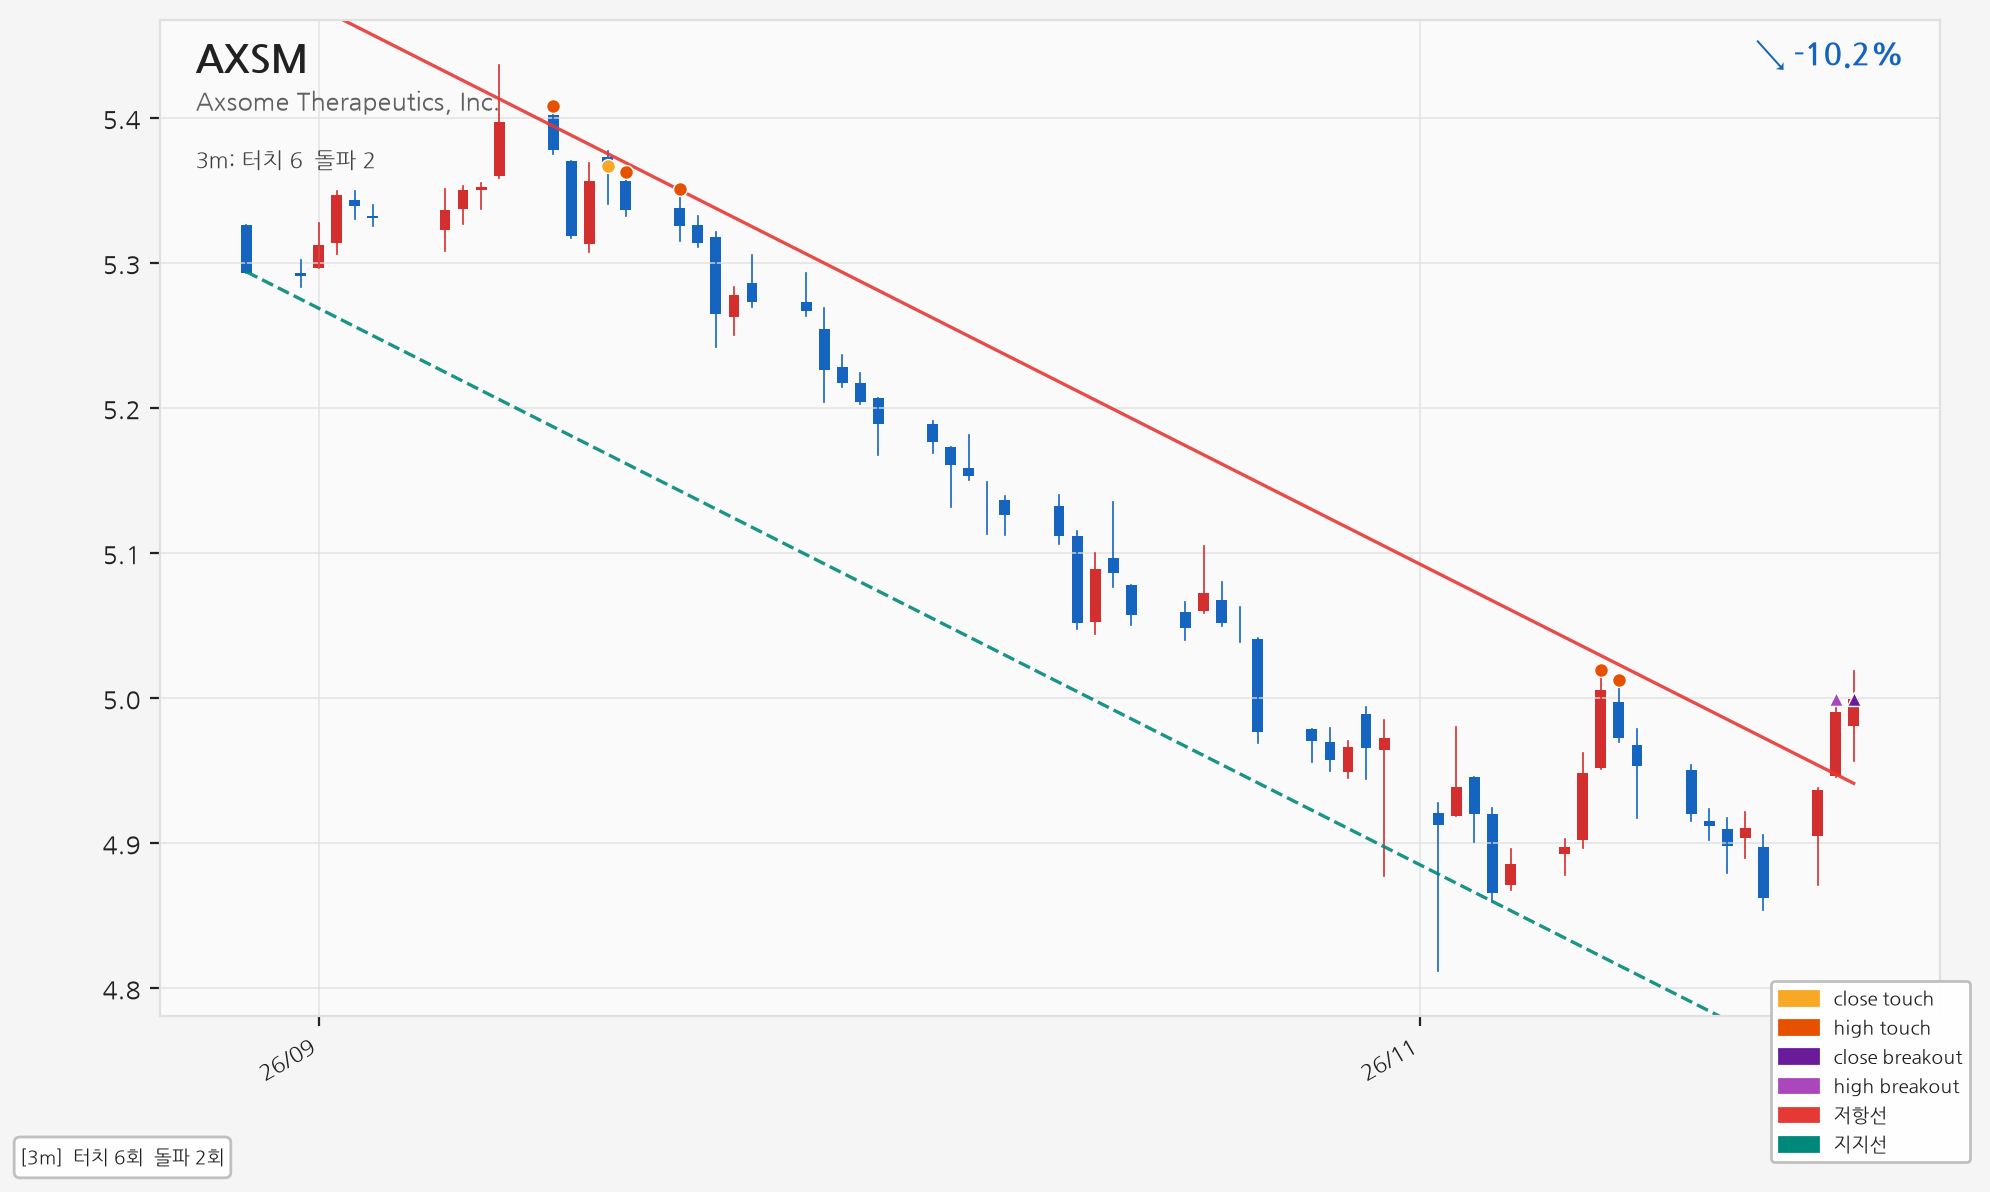 AXSM
Axsome Therapeutics, Inc.
3m: 터치 6 돌파 2
-10.2%
5.4
5.3
5.2
5.1
5.0
4.9
4.8
26/09
26/11
close touch
high touch
close breakout
high breakout
저항선
지지선
[3m] 터치 6회 돌파 2회